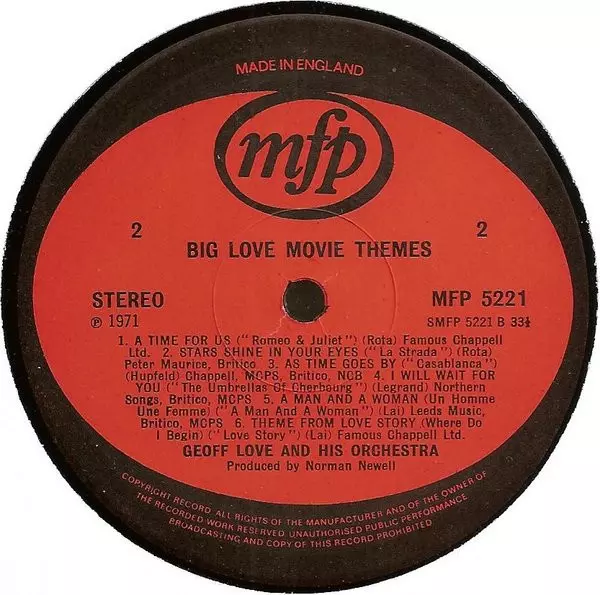 MADE IN ENGLAND
mfp
2
2
BIG LOVE MOVIE THEMES
STEREO
MFP 5221
℗ 1971
SMFP 5221 B 33⅓
1. A TIME FOR US ("Romeo & Juliet") (Rota) Famous Chappell
Ltd. 2. STARS SHINE IN YOUR EYES ("La Strada") (Rota)
Peter Maurice, Britico 3. AS TIME GOES BY ("Casablanca")
(Hupfeld) Chappell, MCPS, Britico, NCB 4. I WILL WAIT FOR
YOU ("The Umbrellas Of Cherbourg") (Legrand) Northern
Songs, Britico, MCPS 5. A MAN AND A WOMAN (Un Homme
Une Femme) ("A Man And A Woman") (Lai) Leeds Music,
Britico, MCPS 6. THEME FROM LOVE STORY (Where Do
I Begin) ("Love Story") (Lai) Famous Chappell Ltd.
GEOFF LOVE AND HIS ORCHESTRA
Produced by Norman Newell
COPYRIGHT RECORD ALL RIGHTS OF THE MANUFACTURER AND OF THE OWNER OF
THE RECORDED WORK RESERVED UNAUTHORISED PUBLIC PERFORMANCE
BROADCASTING AND COPY OF THIS RECORD PROHIBITED